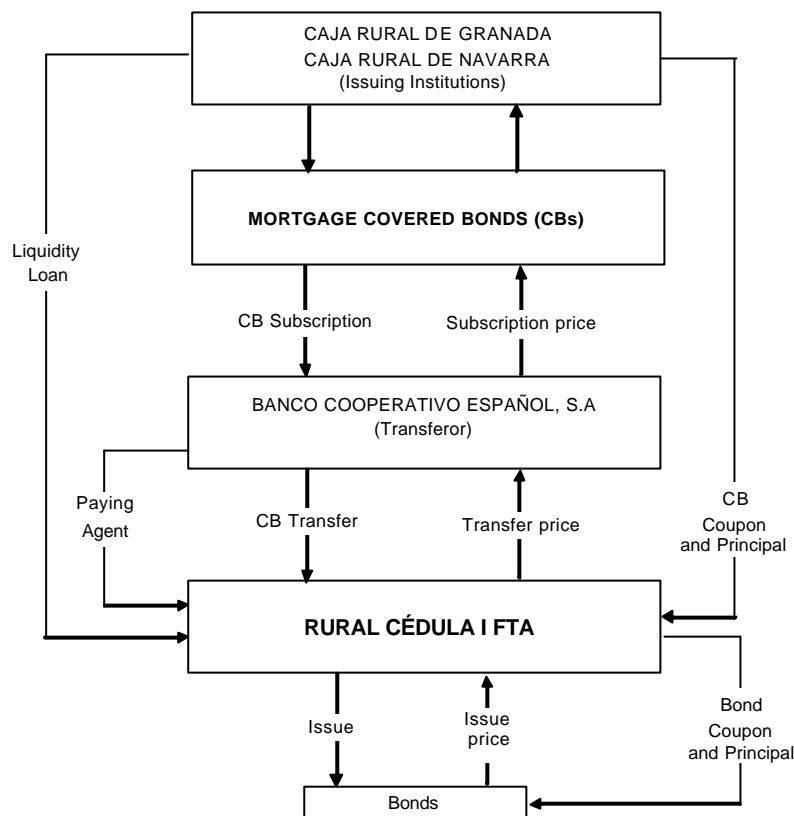 CAJA RURAL DE GRANADA
CAJA RURAL DE NAVARRA
(Issuing Institutions)
MORTGAGE COVERED BONDS (CBs)
Liquidity
Loan
CB Subscription
Subscription price
BANCO COOPERATIVO ESPAÑOL, S.A
(Transferor)
Paying
Agent
CB Transfer
Transfer price
CB
Coupon
and Principal
RURAL CÉDULA I FTA
Issue
Issue
price
Bond
Coupon
and Principal
Bonds